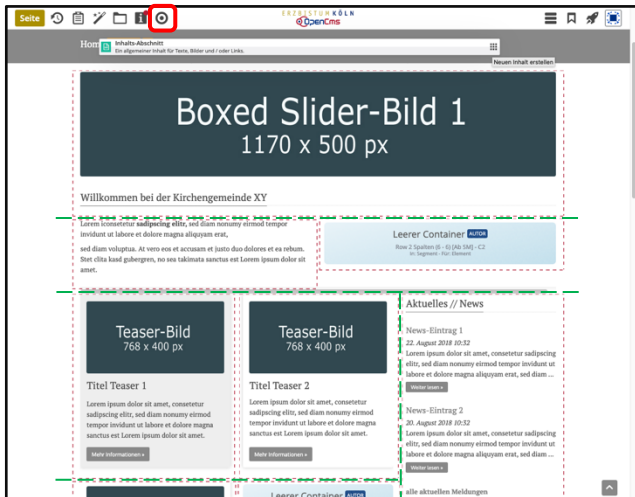 Seite
ERZBISTUM KÖLN
OpenCms
Hom
Inhalts-Abschnitt
Ein allgemeiner Inhalt für Texte, Bilder und / oder Links.
Neuen Inhalt erstellen
Boxed Slider-Bild 1
1170 x 500 px
Willkommen bei der Kirchengemeinde XY
Lorem iconsetetur sadipscing elitr, sed diam nonumy eirmod tempor
invidunt ut labore et dolore magna aliquyam erat,
sed diam voluptua. At vero eos et accusam et justo duo dolores et ea rebum.
Stet clita kasd gubergren, no sea takimata sanctus est Lorem ipsum dolor sit
amet.
Leerer Container AUTOR
Row 2 Spalten (6 - 6) [Ab SM] - C2
In: Segment - Für: Element
Teaser-Bild
768 x 400 px
Titel Teaser 1
Lorem ipsum dolor sit amet, consetetur
sadipscing elitr, sed diam nonumy eirmod
tempor invidunt ut labore et dolore magna
sanctus est Lorem ipsum dolor sit amet.
Mehr Informationen »
Teaser-Bild
768 x 400 px
Titel Teaser 2
Lorem ipsum dolor sit amet, consetetur
sadipscing elitr, sed diam nonumy eirmod
tempor invidunt ut labore et dolore magna
sanctus est Lorem ipsum dolor sit amet.
Mehr Informationen »
Aktuelles // News
News-Eintrag 1
22. August 2018 10:32
Lorem ipsum dolor sit amet, consetetur sadipscing
elitr, sed diam nonumy eirmod tempor invidunt ut
labore et dolore magna aliquyam erat, sed diam ...
Weiter lesen »
News-Eintrag 2
20. August 2018 10:32
Lorem ipsum dolor sit amet, consetetur sadipscing
elitr, sed diam nonumy eirmod tempor invidunt ut
labore et dolore magna aliquyam erat, sed diam ...
Weiter lesen »
Leerer Container AUTOR
alle aktuellen Meldungen